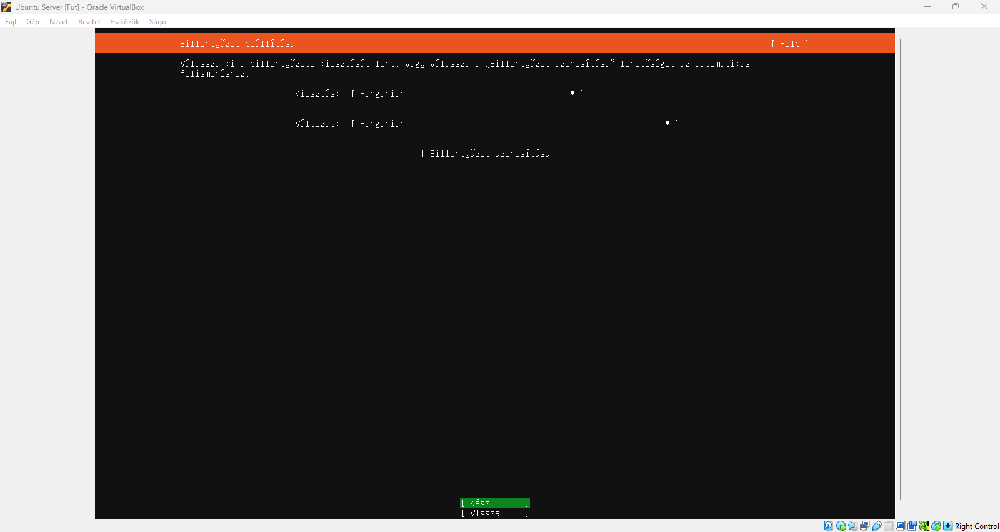 Ubuntu Server [Fut] - Oracle VirtualBox
Fájl Gép Nézet Bevitel Eszközök Súgó
Billentyűzet beállítása [ Help ]
Válassza ki a billentyűzete kiosztását lent, vagy válassza a „Billentyűzet azonosítása” lehetőséget az automatikus
felismeréshez.
Kiosztás: [ Hungarian ▾ ]
Változat: [ Hungarian ▾ ]
[ Billentyűzet azonosítása ]
[ Kész ]
[ Vissza ]
Right Control